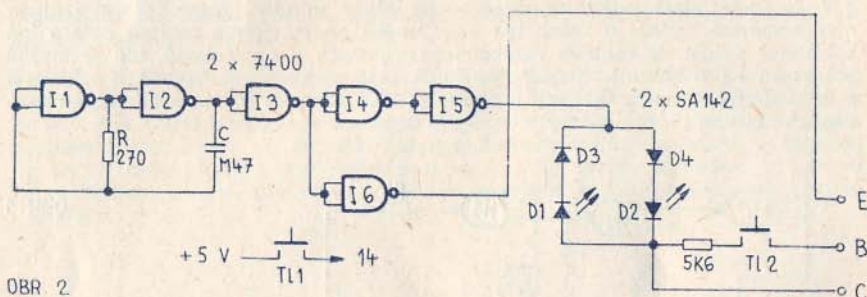 2 x 7400
I1
I2
I3
I4
I5
2 x SA142
R
270
C
M47
I6
D3
D4
D1
D2
E
+5 V
14
Tl1
5K6
Tl2
B
C
OBR. 2